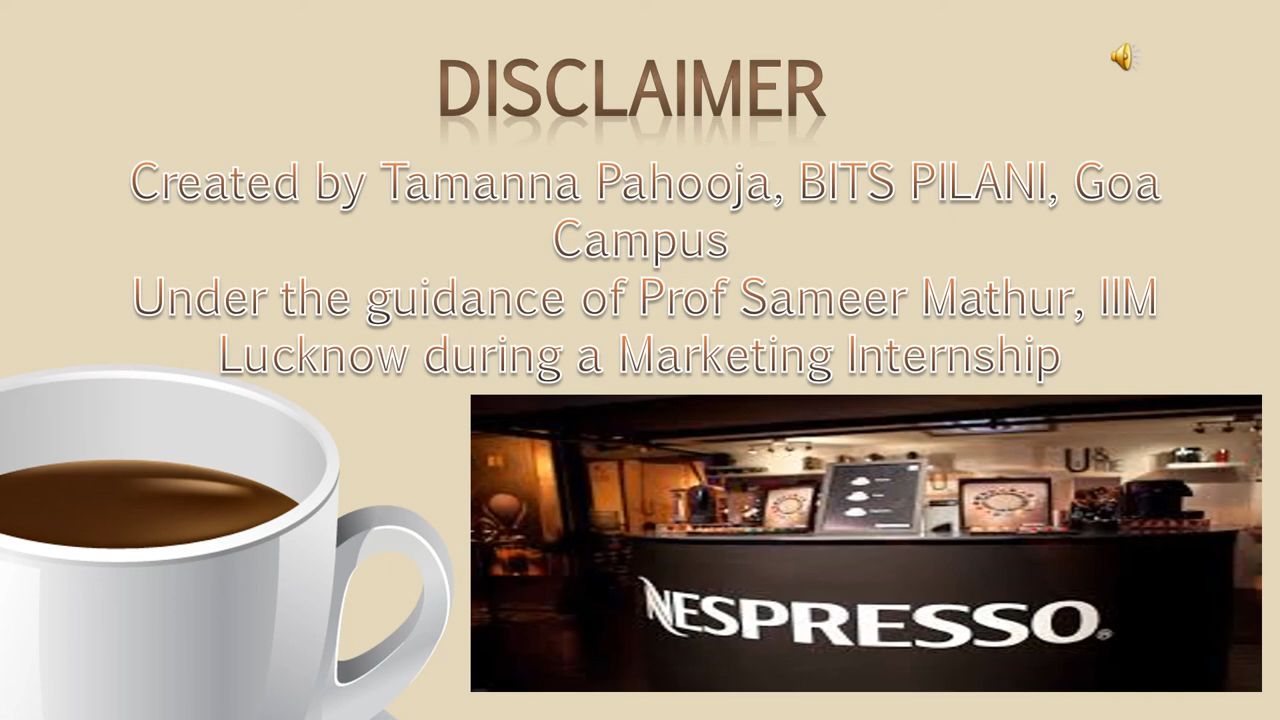 DISCLAIMER
Created by Tamanna Pahooja, BITS PILANI, Goa
Campus
Under the guidance of Prof Sameer Mathur, IIM
Lucknow during a Marketing Internship
U&
NESPRESSO®